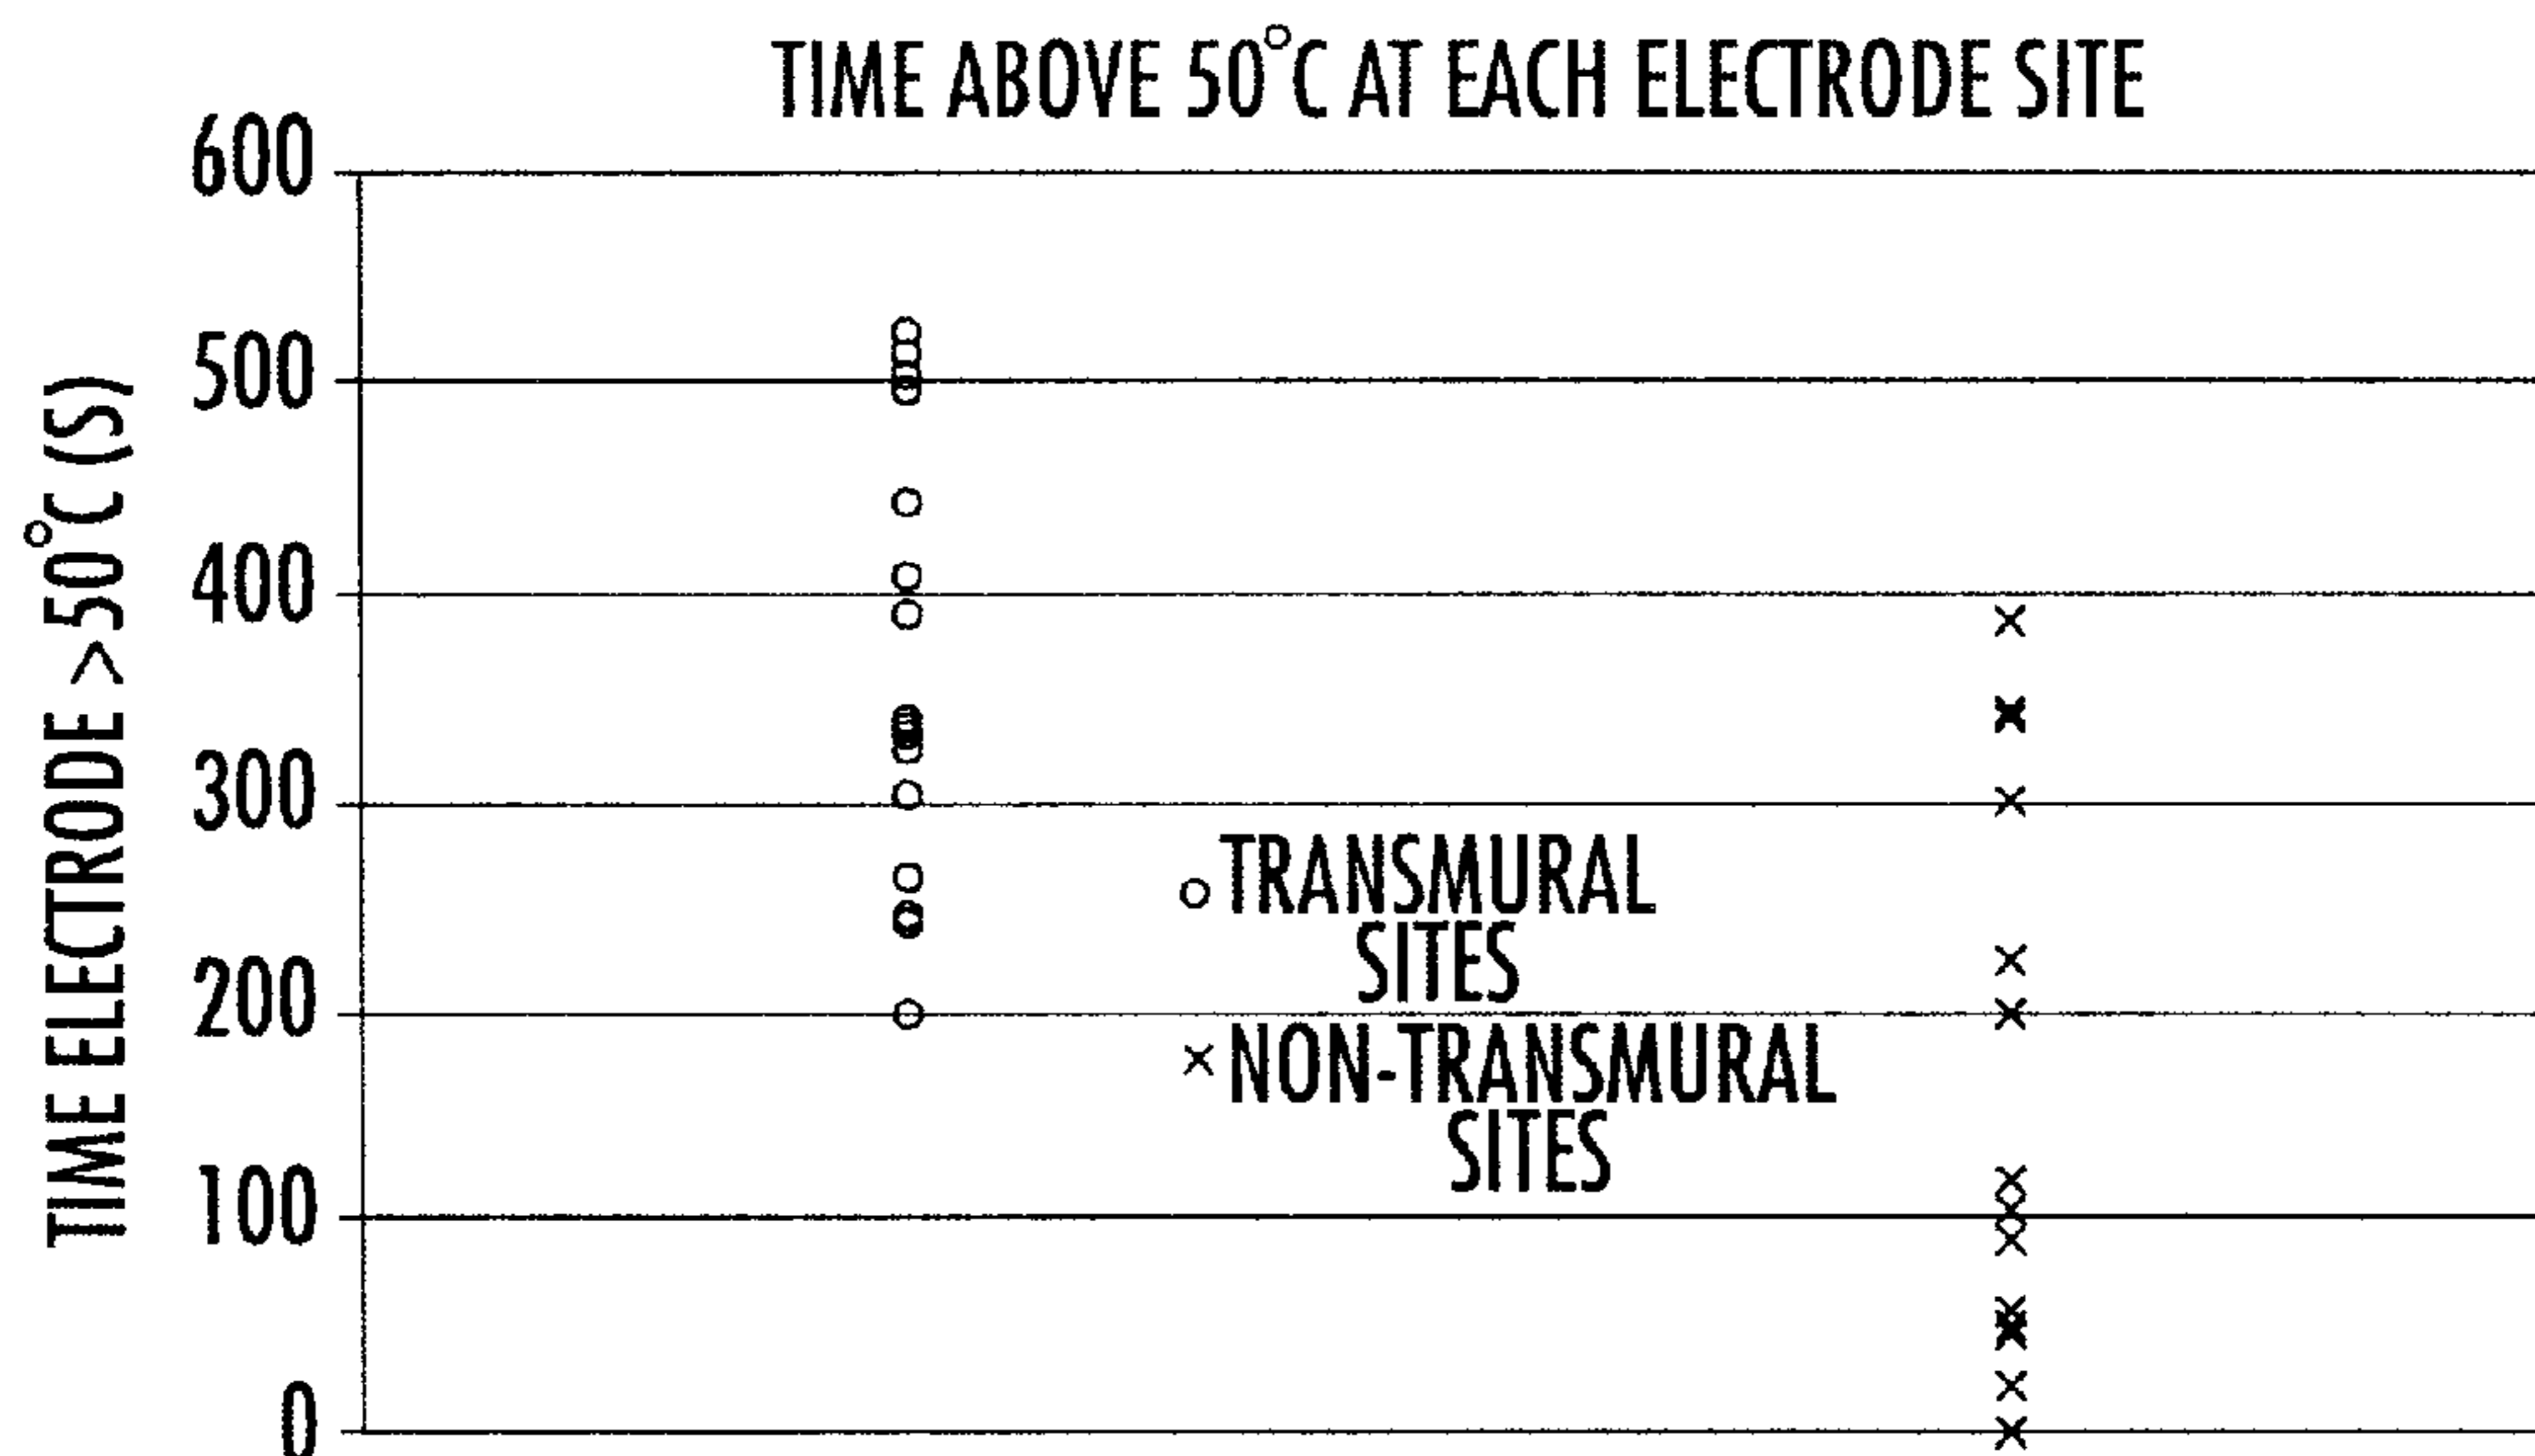 TIME ABOVE 50°C AT EACH ELECTRODE SITE
TIME ELECTRODE >50°C (S)
600
500
400
300
200
100
0
TRANSMURAL
SITES
NON-TRANSMURAL
SITES